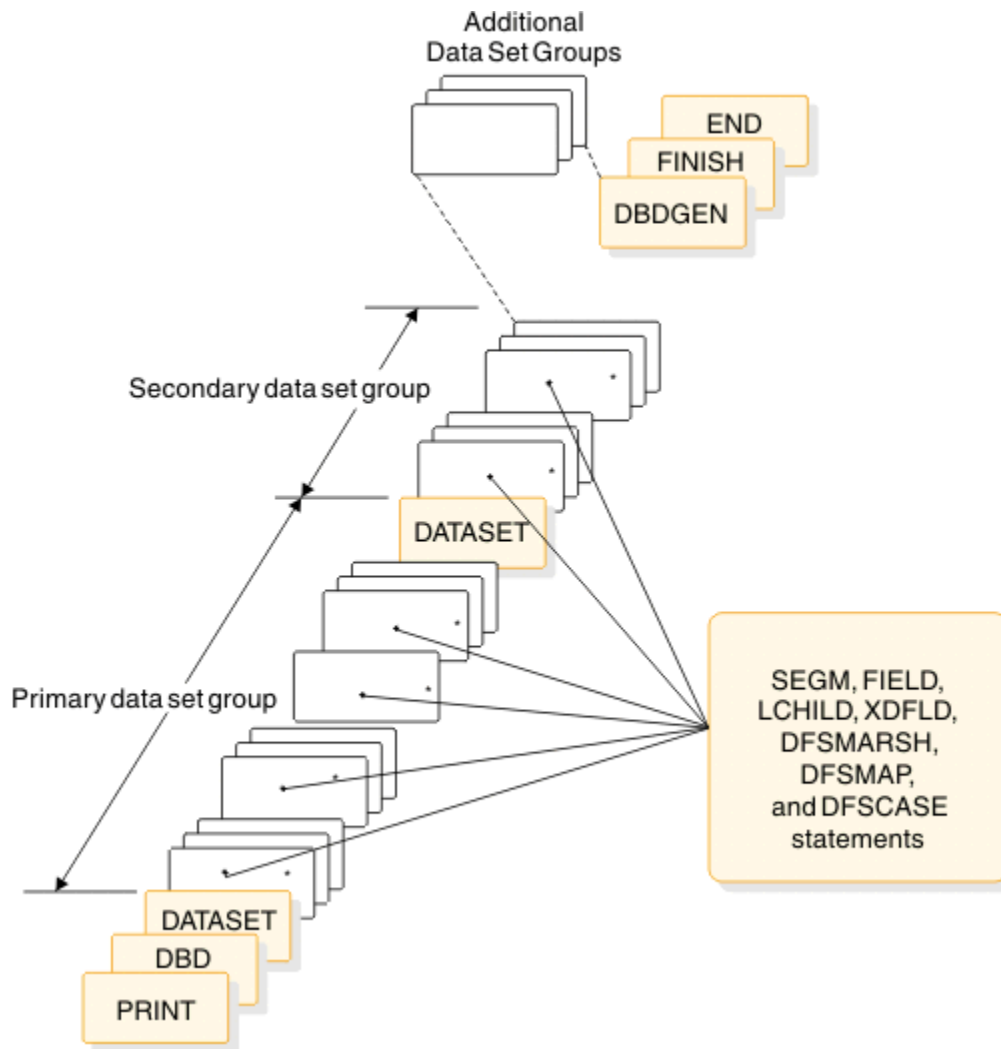 Additional
Data Set Groups
END
FINISH
DBDGEN
Secondary data set group
DATASET
Primary data set group
SEGM, FIELD,
LCHILD, XDFLD,
DFSMARSH,
DFSMAP,
and DFSCASE
statements
DATASET
DBD
PRINT